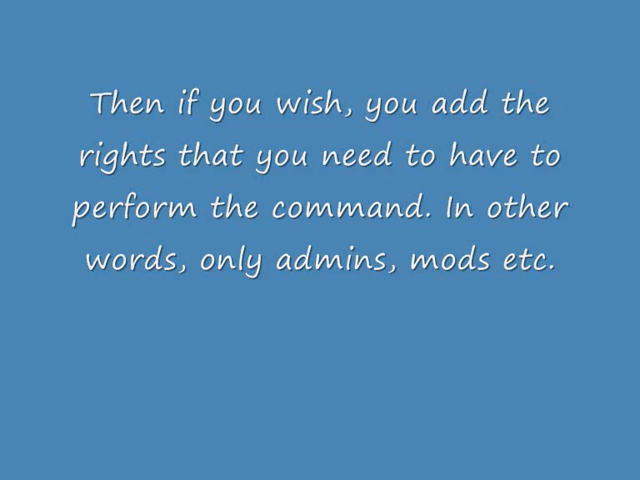 Then if you wish, you add the
rights that you need to have to
perform the command. In other
words, only admins, mods etc.